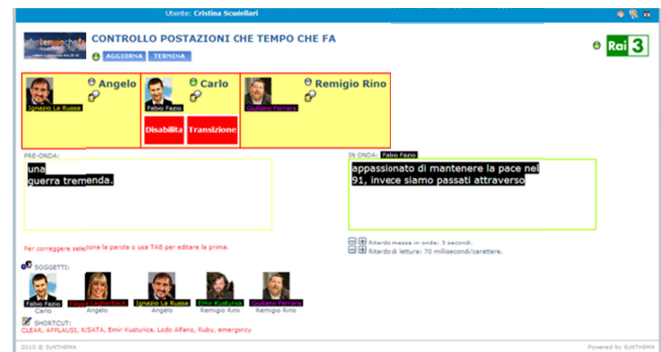 Utente: Cristina Scudellari
CONTROLLO POSTAZIONI CHE TEMPO CHE FA
AGGIORNA TERMINA
Rai 3
Angelo
Ignazio La Russa
Carlo
Fabio Fazio
Disabilita Transizione
Remigio Rino
Giuliano Ferrara
PRE-ONDA:
una
guerra tremenda.
IN ONDA: Fabio Fazio
appassionato di mantenere la pace nel
91, invece siamo passati attraverso
Per correggere seleziona la parola o usa TAB per editare la prima.
Ritardo messa in onda: 3 secondi.
Ritardo di lettura: 70 millisecondi/carattere.
SOGGETTI:
Fabio Fazio
Ignazio La Russa
Emir Kusturica
Giuliano Ferrara
Carlo
Angelo
Angelo
Remigio Rino
Remigio Rino
SHORTCUT:
CLEAR, APPLAUSI, RISATA, Emir Kusturica, Lodo Alfano, Ruby, emergency
2010 © SUNTHEMA
Powered by SUNTHEMA